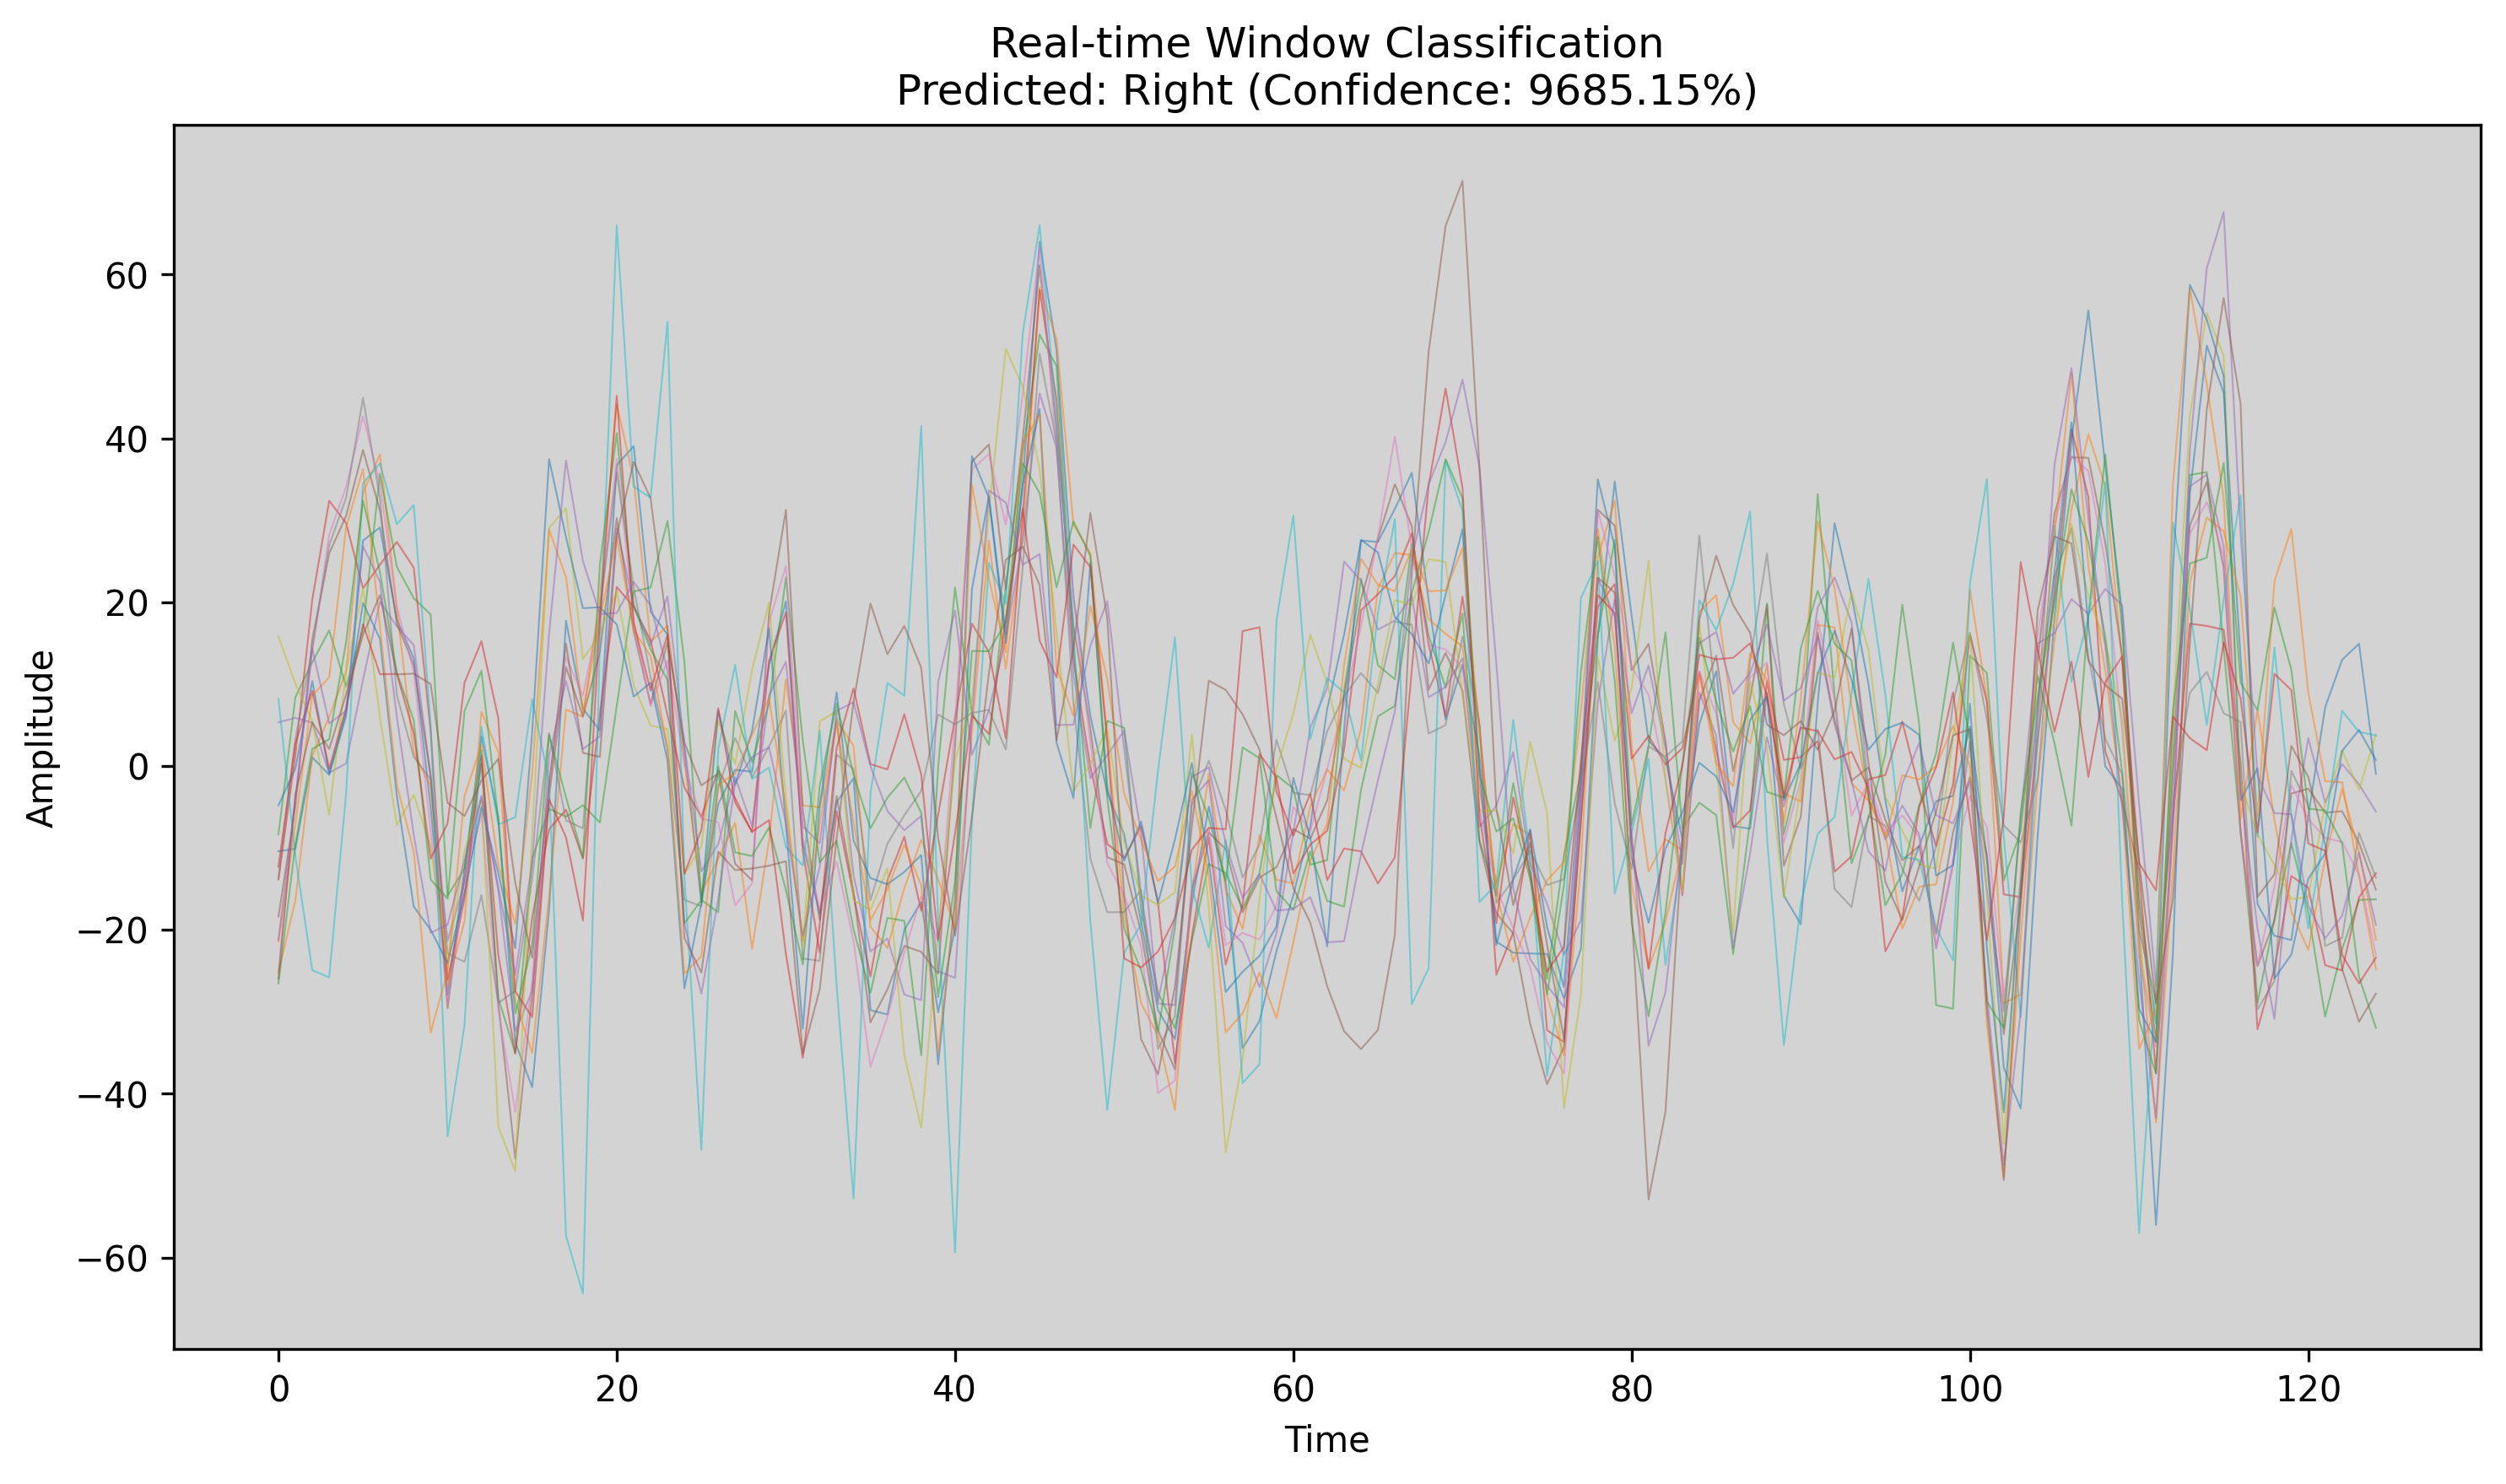 Real-time Window Classification
Predicted: Right (Confidence: 9685.15%)
Amplitude
60
40
20
0
−20
−40
−60
0 20 40 60 80 100 120
Time